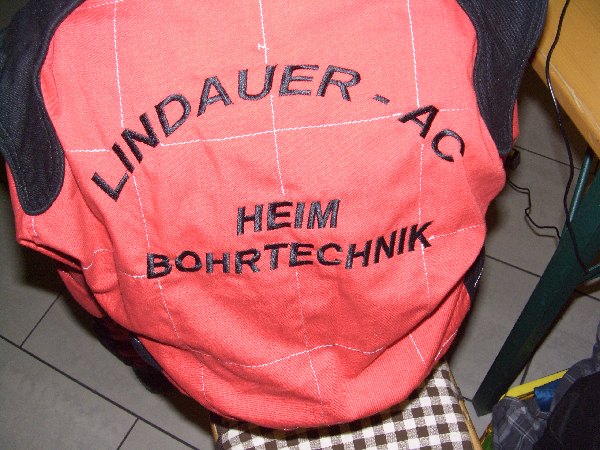 LINDAUER - AC
HEIM
BOHRTECHNIK